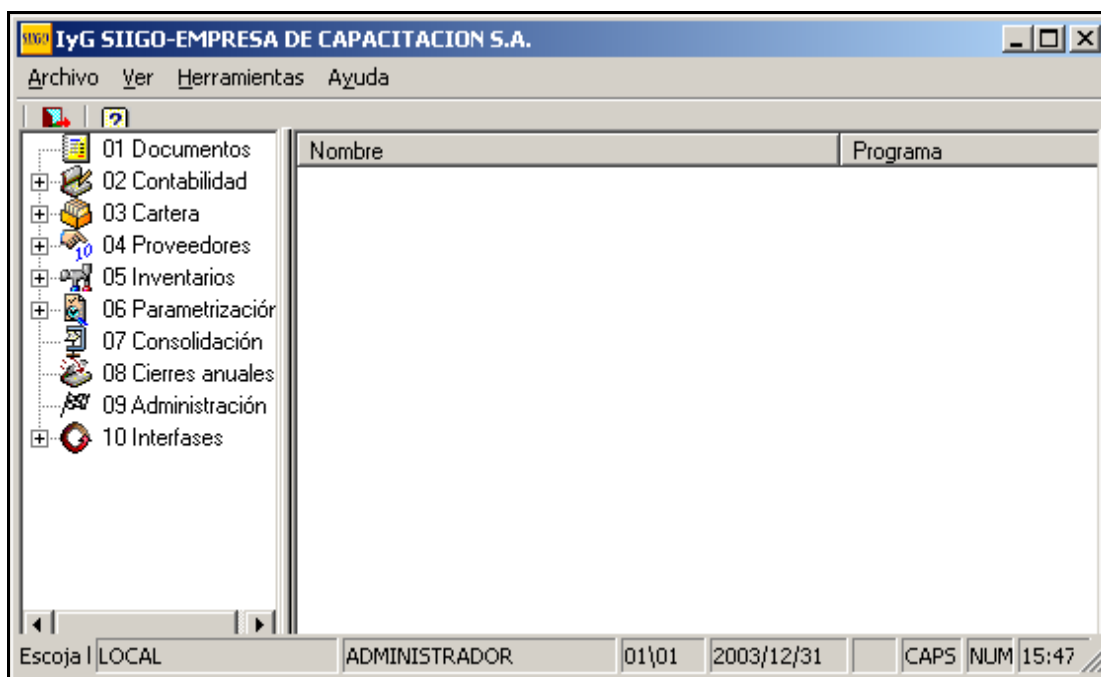 SIIGO IyG SIIGO-EMPRESA DE CAPACITACION S.A.
Archivo Ver Herramientas Ayuda
01 Documentos
Nombre Programa
02 Contabilidad
03 Cartera
04 Proveedores
05 Inventarios
06 Parametrización
07 Consolidación
08 Cierres anuales
09 Administración
10 Interfases
Escoja l LOCAL ADMINISTRADOR 01\01 2003/12/31 CAPS NUM 15:47